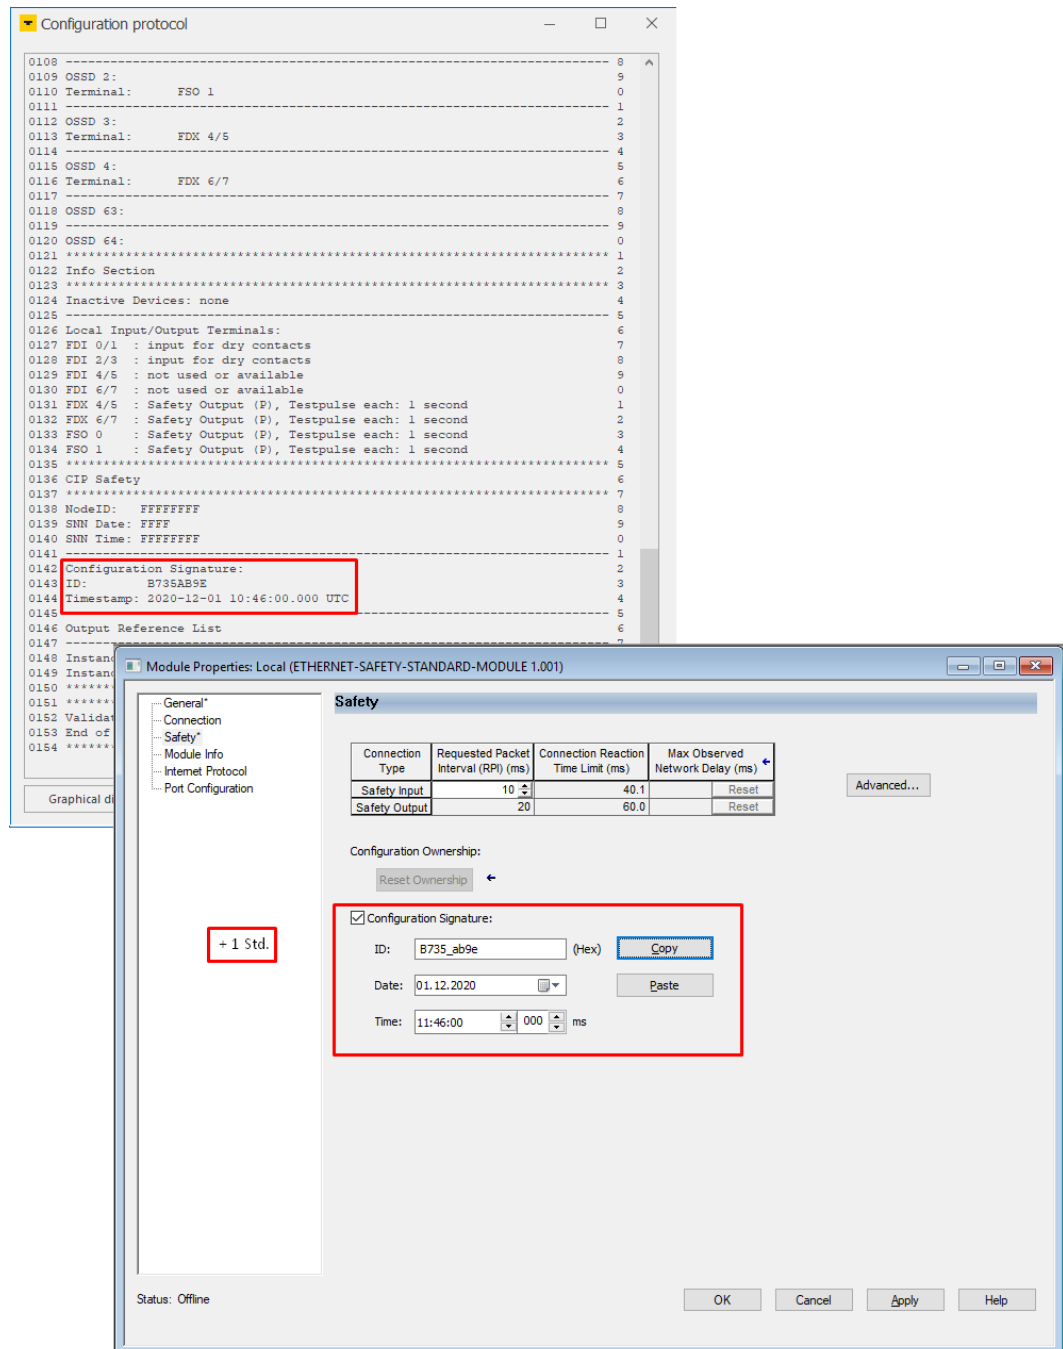 Configuration protocol
0108 ------------------------------------------------------------------------- 8
0109 OSSD 2: 9
0110 Terminal: FSO 1 0
0111 ------------------------------------------------------------------------- 1
0112 OSSD 3: 2
0113 Terminal: FDX 4/5 3
0114 ------------------------------------------------------------------------- 4
0115 OSSD 4: 5
0116 Terminal: FDX 6/7 6
0117 ------------------------------------------------------------------------- 7
0118 OSSD 63: 8
0119 ------------------------------------------------------------------------- 9
0120 OSSD 64: 0
0121 ************************************************************************* 1
0122 Info Section 2
0123 ************************************************************************* 3
0124 Inactive Devices: none 4
0125 ------------------------------------------------------------------------- 5
0126 Local Input/Output Terminals: 6
0127 FDI 0/1 : input for dry contacts 7
0128 FDI 2/3 : input for dry contacts 8
0129 FDI 4/5 : not used or available 9
0130 FDI 6/7 : not used or available 0
0131 FDX 4/5 : Safety Output (P), Testpulse each: 1 second 1
0132 FDX 6/7 : Safety Output (P), Testpulse each: 1 second 2
0133 FSO 0 : Safety Output (P), Testpulse each: 1 second 3
0134 FSO 1 : Safety Output (P), Testpulse each: 1 second 4
0135 ************************************************************************* 5
0136 CIP Safety 6
0137 ************************************************************************* 7
0138 NodeID: FFFFFFFF 8
0139 SNN Date: FFFF 9
0140 SNN Time: FFFFFFFF 0
0141 ------------------------------------------------------------------------- 1
0142 Configuration Signature: 2
0143 ID: B735AB9E 3
0144 Timestamp: 2020-12-01 10:46:00.000 UTC 4
0145 ------------------------------------------------------------------------- 5
0146 Output Reference List 6
0147 ------------------------------------------------------------------------- 7
0148 Instanc
0149 Instanc
0150 *******
0151 *******
0152 Validat
0153 End of
0154 *******
Graphical di
Module Properties: Local (ETHERNET-SAFETY-STANDARD-MODULE 1.001)
General*
Connection
Safety*
Module Info
Internet Protocol
Port Configuration
Safety
Connection Type Requested Packet Interval (RPI) (ms) Connection Reaction Time Limit (ms) Max Observed Network Delay (ms)
Safety Input 10 40.1 Reset
Safety Output 20 60.0 Reset
Advanced...
Configuration Ownership:
Reset Ownership
Configuration Signature:
ID: B735_ab9e (Hex) Copy
Date: 01.12.2020 Paste
Time: 11:46:00 000 ms
+ 1 Std.
Status: Offline
OK Cancel Apply Help